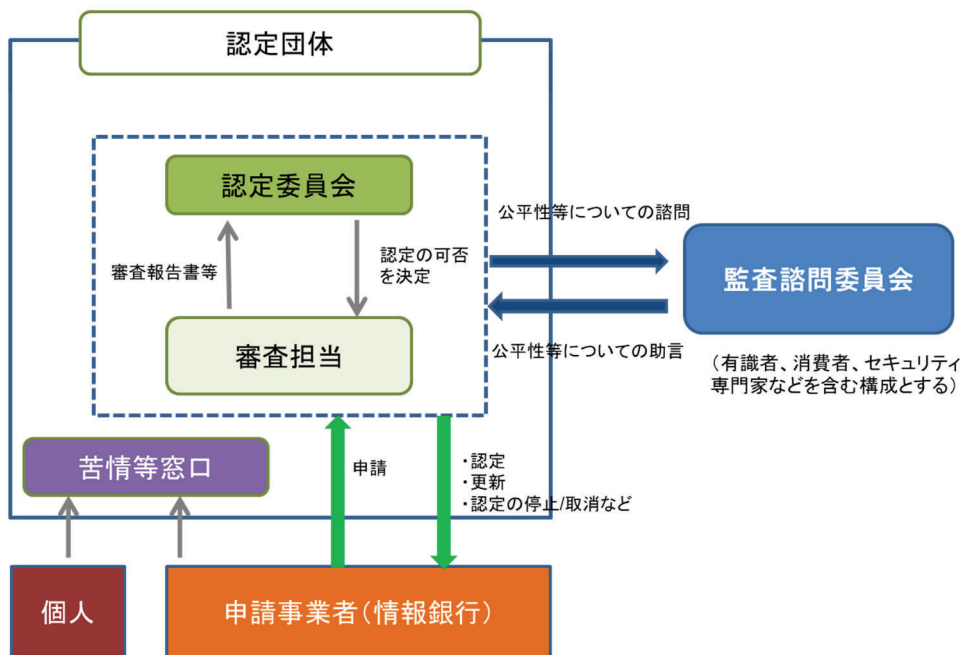 認定団体
認定委員会
審査報告書等
認定の可否
を決定
審査担当
公平性等についての諮問
公平性等についての助言
監査諮問委員会
（有識者、消費者、セキュリティ
専門家などを含む構成とする）
苦情等窓口
申請
・認定
・更新
・認定の停止/取消など
個人
申請事業者（情報銀行）